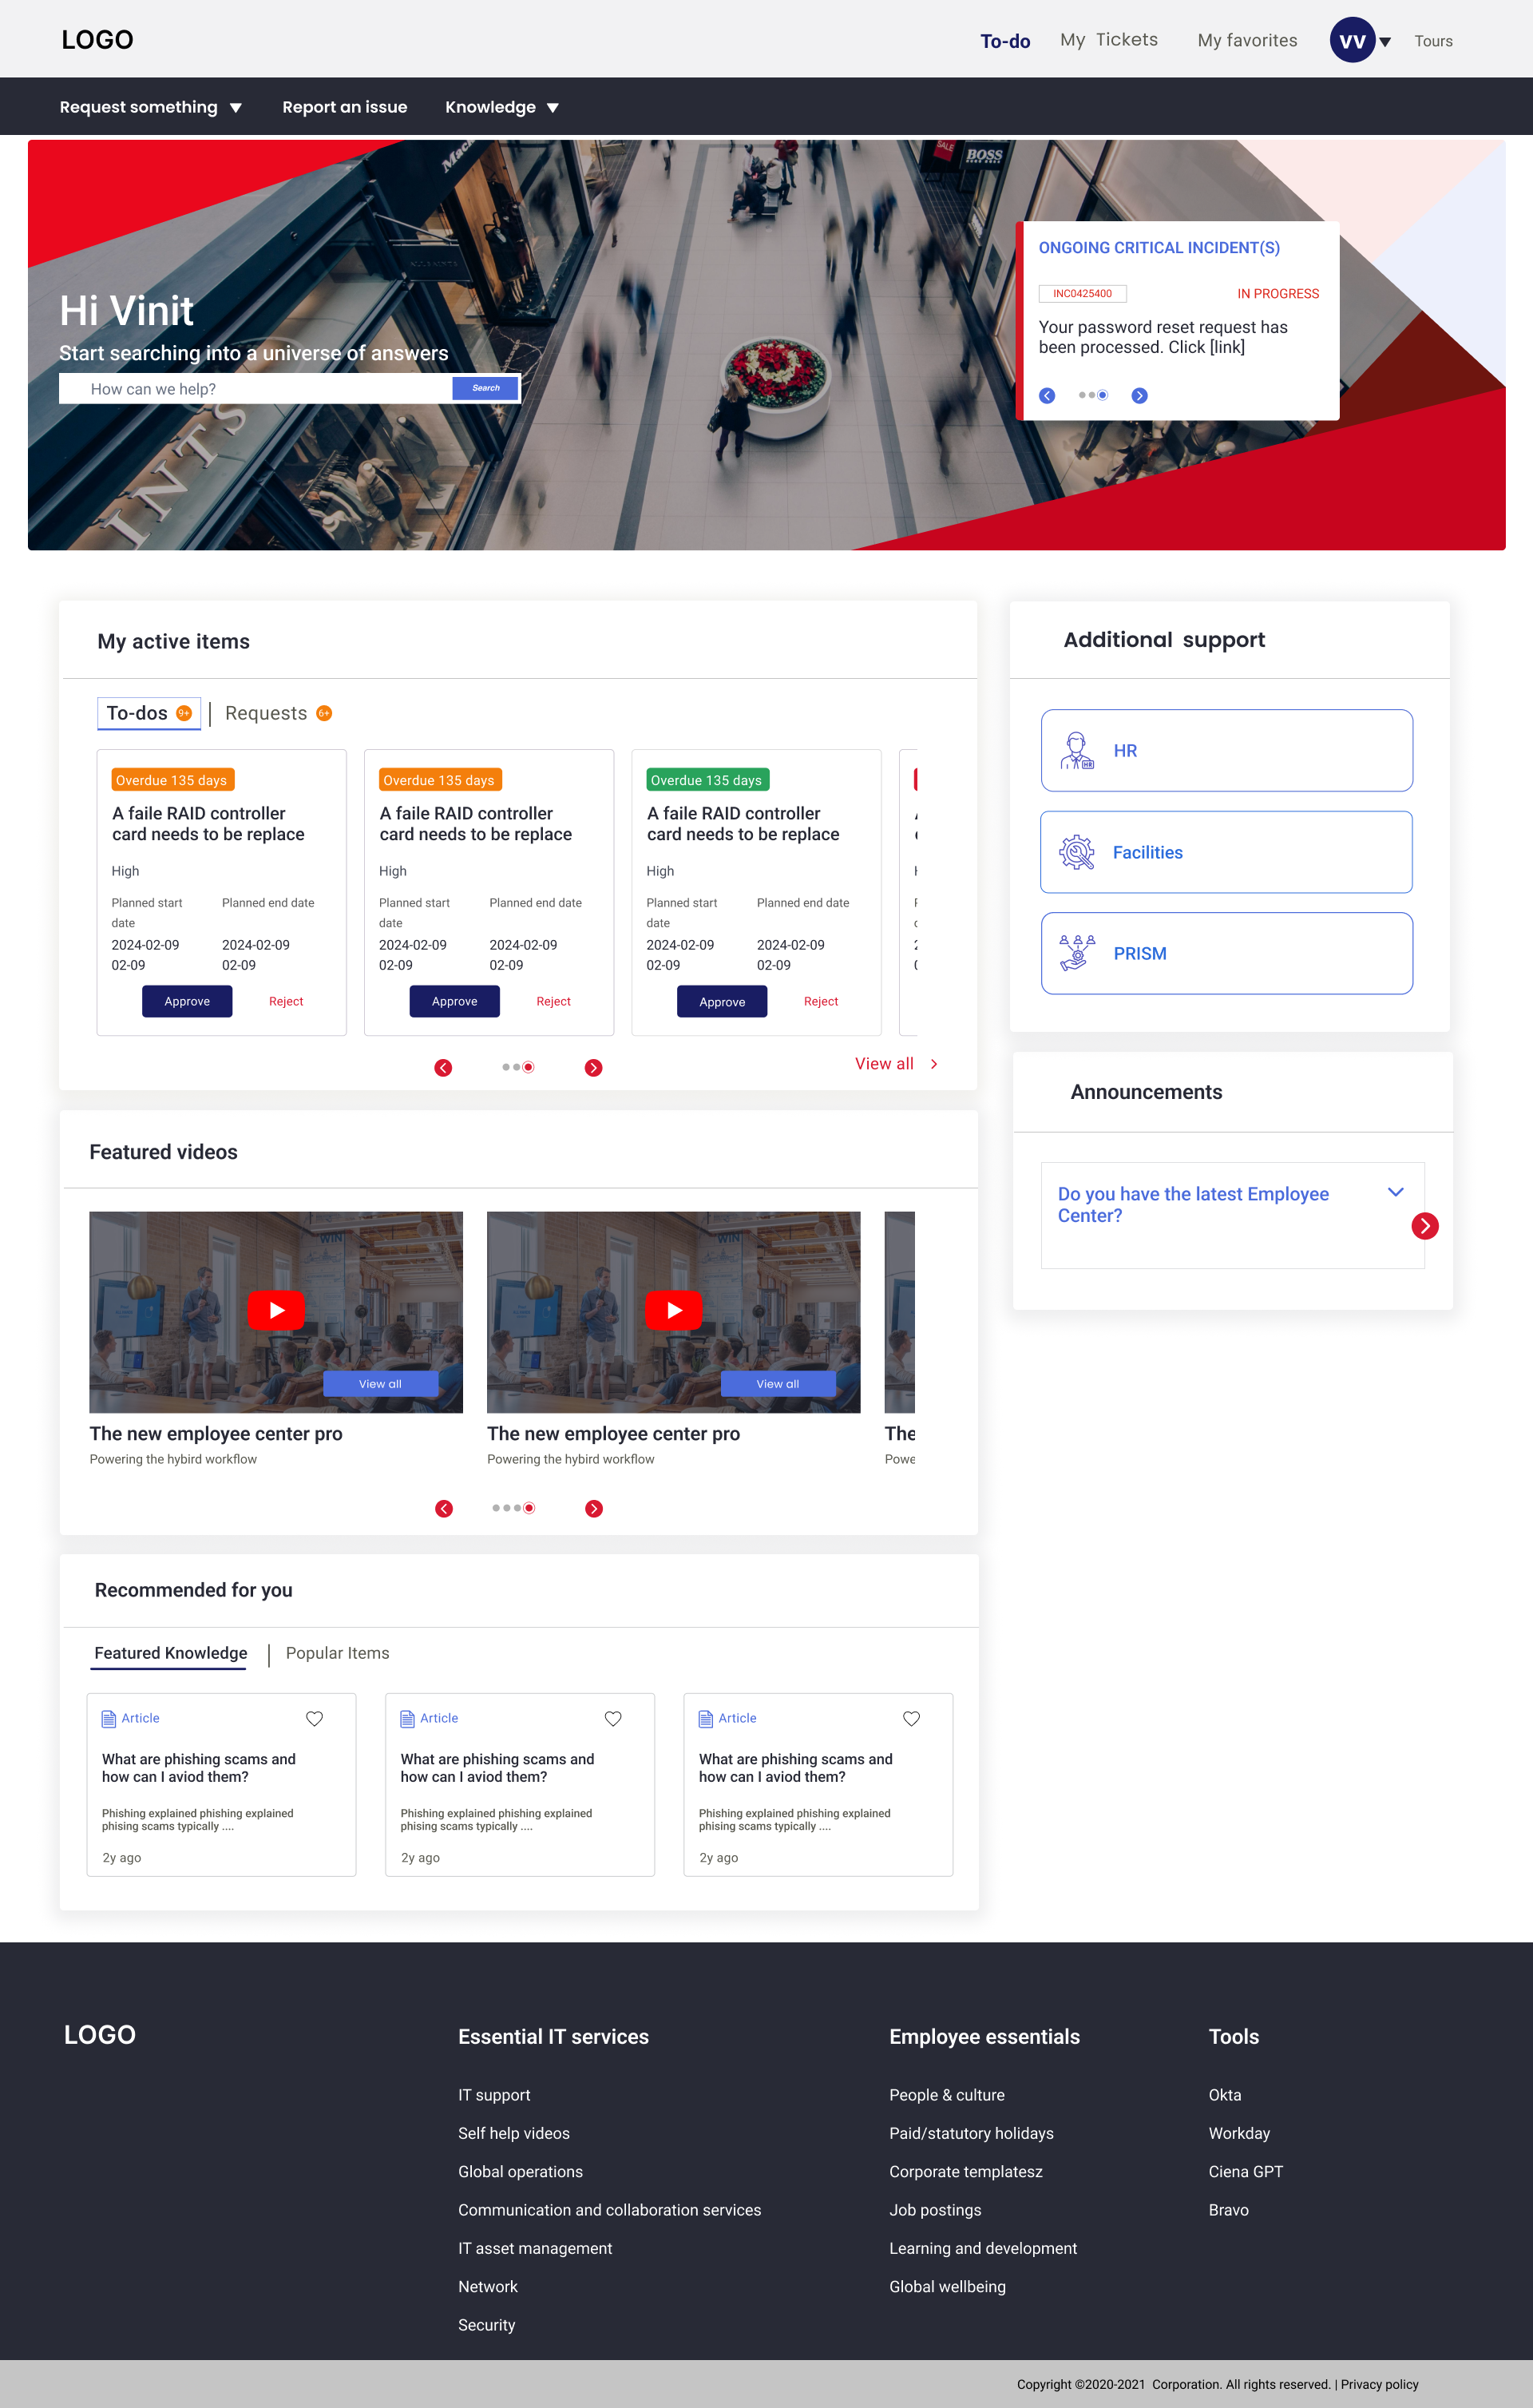 LOGO
To-do
My Tickets
My favorites
VV
Tours
Request something
Report an issue
Knowledge
SALE
BOSS
HUGO BOSS
INTS
Hi Vinit
Start searching into a universe of answers
How can we help?
Search
ONGOING CRITICAL INCIDENT(S)
INC0425400
IN PROGRESS
Your password reset request has
been processed. Click [link]
My active items
To-dos 9+
Requests 6+
Overdue 135 days
A faile RAID controller
card needs to be replace
High
Planned start
date
Planned end date
2024-02-09
02-09
2024-02-09
02-09
Approve
Reject
Overdue 135 days
A faile RAID controller
card needs to be replace
High
Planned start
date
Planned end date
2024-02-09
02-09
2024-02-09
02-09
Approve
Reject
Overdue 135 days
A faile RAID controller
card needs to be replace
High
Planned start
date
Planned end date
2024-02-09
02-09
2024-02-09
02-09
Approve
Reject
View all
Additional support
HR
HR
Facilities
PRISM
Announcements
Do you have the latest Employee
Center?
Featured videos
WIN
View all
The new employee center pro
Powering the hybird workflow
WIN
View all
The new employee center pro
Powering the hybird workflow
The
Powe
Recommended for you
Featured Knowledge
Popular Items
Article
What are phishing scams and
how can I aviod them?
Phishing explained phishing explained
phising scams typically ....
2y ago
Article
What are phishing scams and
how can I aviod them?
Phishing explained phishing explained
phising scams typically ....
2y ago
Article
What are phishing scams and
how can I aviod them?
Phishing explained phishing explained
phising scams typically ....
2y ago
LOGO
Essential IT services
IT support
Self help videos
Global operations
Communication and collaboration services
IT asset management
Network
Security
Employee essentials
People & culture
Paid/statutory holidays
Corporate templatesz
Job postings
Learning and development
Global wellbeing
Tools
Okta
Workday
Ciena GPT
Bravo
Copyright ©2020-2021 Corporation. All rights reserved. | Privacy policy